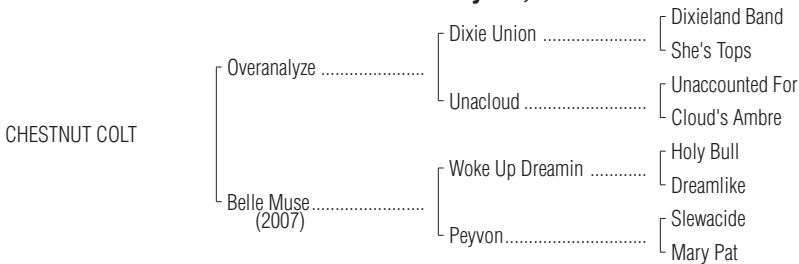 Dixieland Band
Dixie Union ......................
She's Tops
Overanalyze ......................
Unaccounted For
Unacloud ..........................
Cloud's Ambre
CHESTNUT COLT
Holy Bull
Woke Up Dreamin ............
Dreamlike
Belle Muse........................
(2007)
Slewacide
Peyvon..............................
Mary Pat